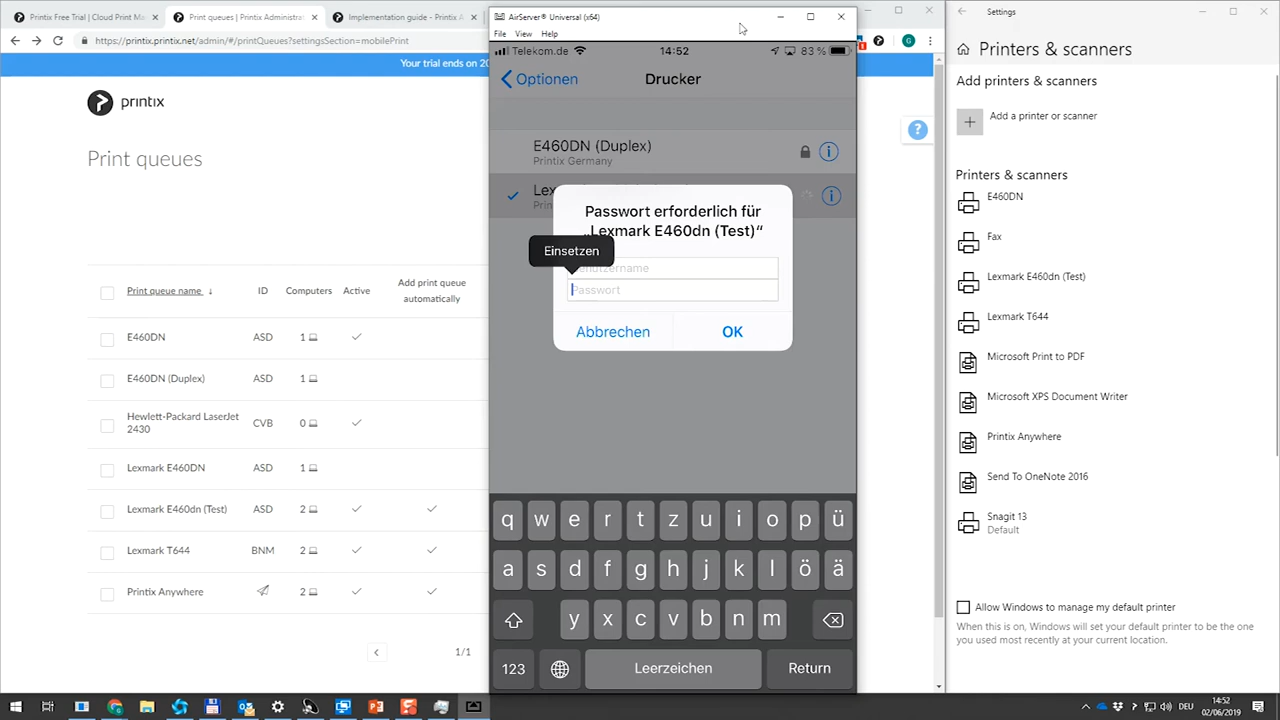 Printix Free Trial | Cloud Print M
Print queues | Printix Administra
Implementation guide - Printix A
https://printix.printix.net/admin/#/printQueues?settingsSection=mobilePrint
G
Your trial ends on 20
printix
?
Print queues
Print queue name ↓
ID
Computers
Active
Add print queue
automatically
E460DN
ASD
1
E460DN (Duplex)
ASD
1
Hewlett-Packard LaserJet
2430
CVB
0
Lexmark E460DN
ASD
1
Lexmark E460dn (Test)
ASD
2
Lexmark T644
BNM
2
Printix Anywhere
2
1/1
AirServer® Universal (x64)
File View Help
Telekom.de
14:52
83 %
Optionen
Drucker
E460DN (Duplex)
Printix Germany
Lex
Prin
Passwort erforderlich für
„Lexmark E460dn (Test)“
Einsetzen
Passwort
Abbrechen
OK
q w e r t z u i o p ü
a s d f g h j k l ö ä
y x c v b n m
123
Leerzeichen
Return
Settings
Printers & scanners
Add printers & scanners
Add a printer or scanner
Printers & scanners
E460DN
Fax
Lexmark E460dn (Test)
Lexmark T644
Microsoft Print to PDF
Microsoft XPS Document Writer
Printix Anywhere
Send To OneNote 2016
Snagit 13
Default
Allow Windows to manage my default printer
When this is on, Windows will set your default printer to be the one
you used most recently at your current location.
DEU
14:52
02/06/2019